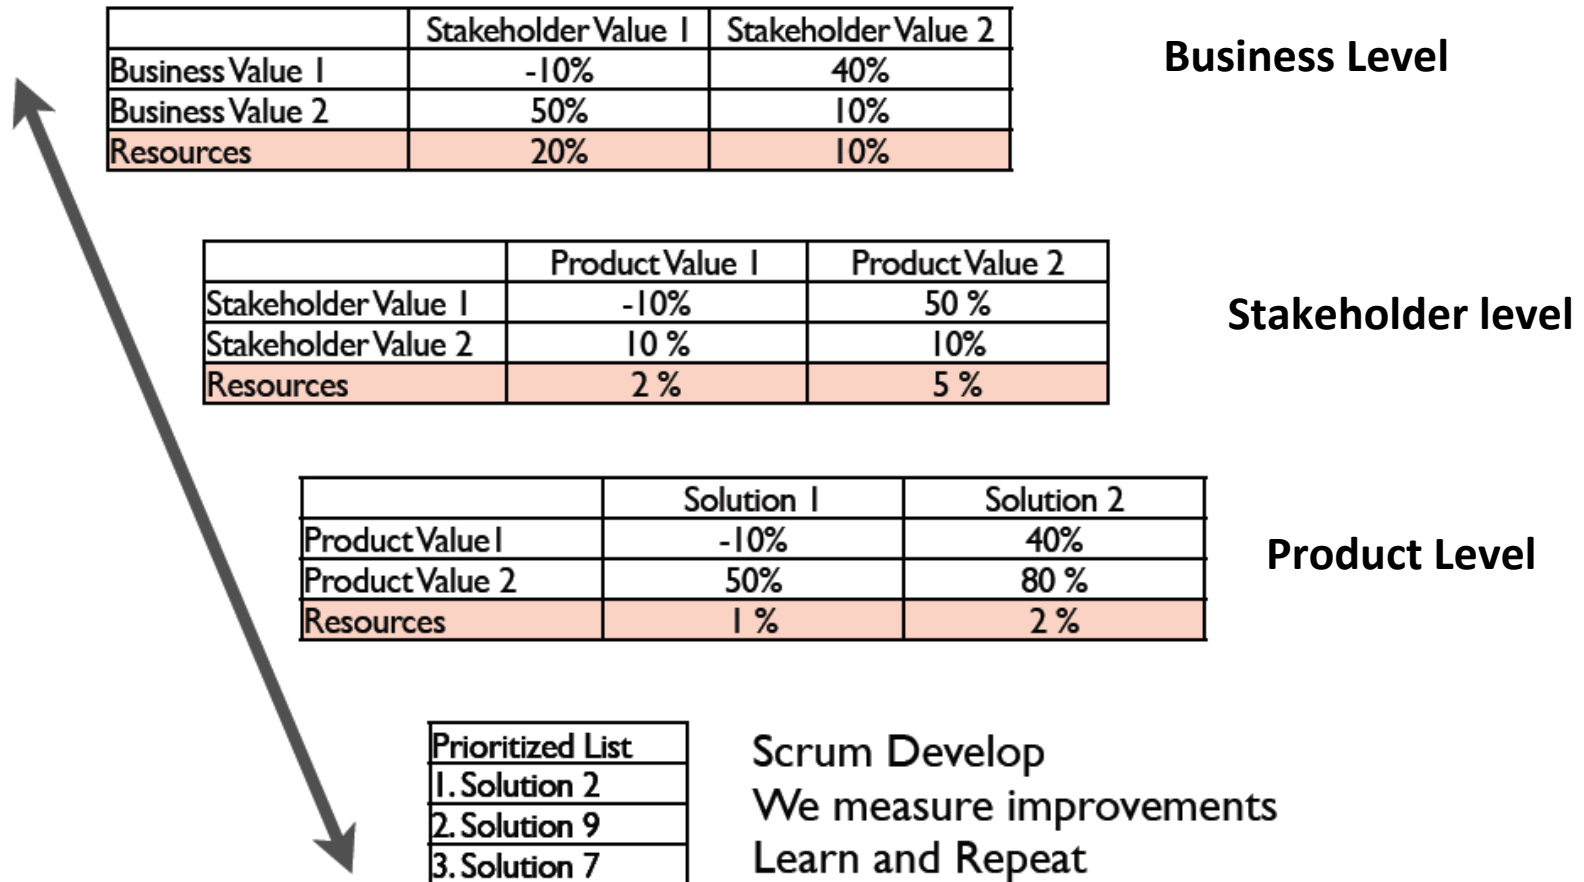 Stakeholder Value 1 Stakeholder Value 2
Business Value 1 -10% 40%
Business Value 2 50% 10%
Resources 20% 10%
Business Level
Product Value 1 Product Value 2
Stakeholder Value 1 -10% 50 %
Stakeholder Value 2 10 % 10%
Resources 2 % 5 %
Stakeholder level
Solution 1 Solution 2
Product Value1 -10% 40%
Product Value 2 50% 80 %
Resources 1 % 2 %
Product Level
Prioritized List
1. Solution 2
2. Solution 9
3. Solution 7
Scrum Develop
We measure improvements
Learn and Repeat